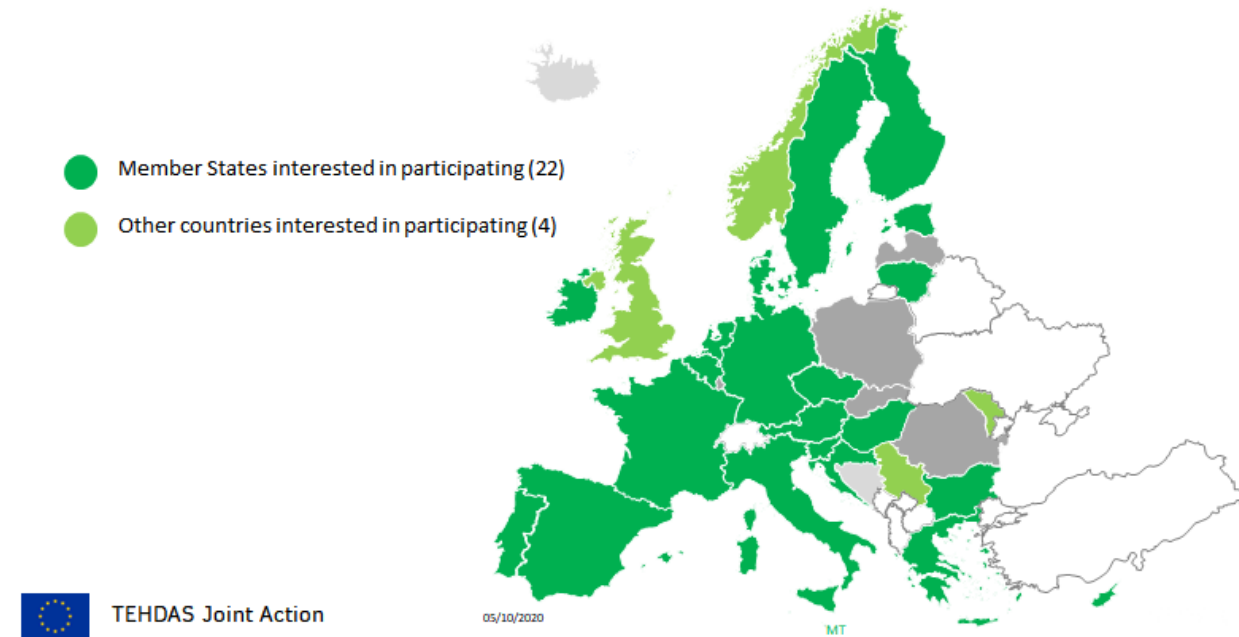 Member States interested in participating (22)
Other countries interested in participating (4)
TEHDAS Joint Action
05/10/2020
MT